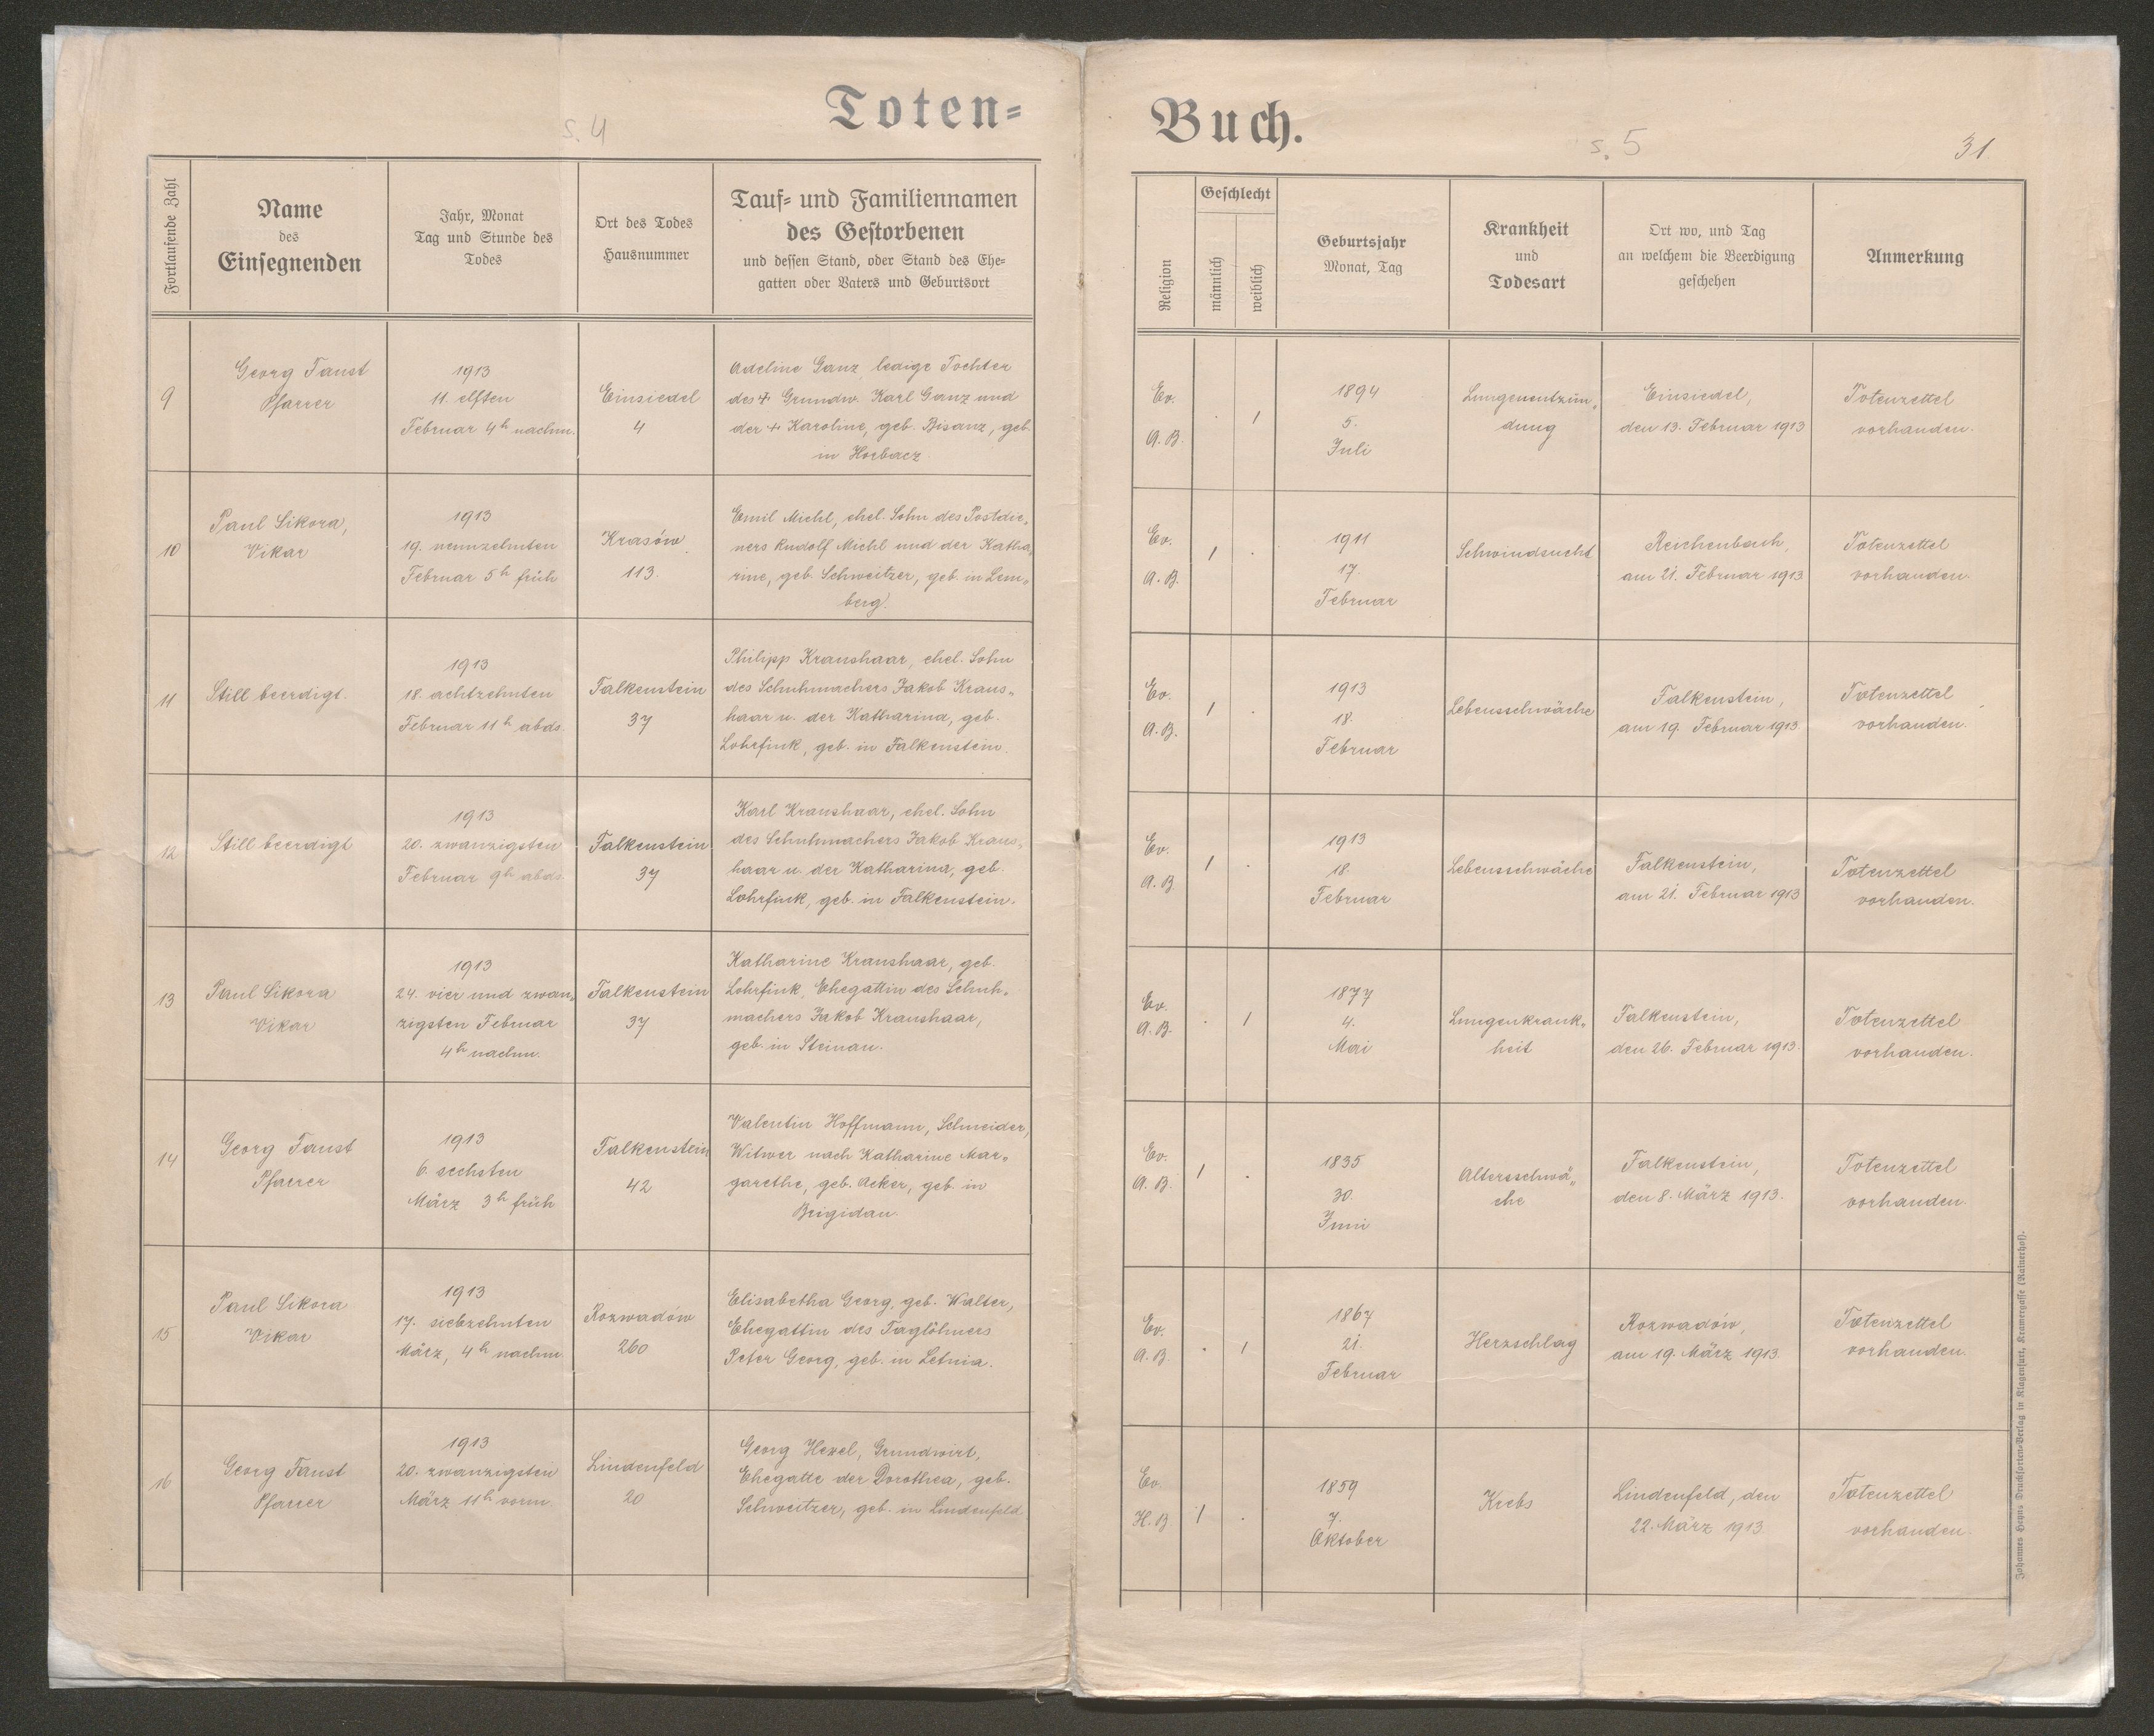 Toten-
Buch.
s. 4
s. 5
31.
Fortlaufende Zahl
Name
des
Einsegnenden
Jahr, Monat
Tag und Stunde des
Todes
Ort des Todes
Hausnummer
Tauf- und Familiennamen
des Gestorbenen
und dessen Stand, oder Stand des Ehe-
gatten oder Vaters und Geburtsort
Religion
Geschlecht
männlich
weiblich
Geburtsjahr
Monat, Tag
Krankheit
und
Todesart
Ort wo, und Tag
an welchem die Beerdigung
geschehen
Anmerkung
9
Georg Faust
Pfarrer
1913
11. elften
Februar 4h nachm.
Einsiedel
4
Adeline Ganz, ledige Tochter
des + Grundw. Karl Ganz und
der + Karoline, geb. Bisanz, geb.
in Horbacz.
Ev.
A. B.
. 1
1894
5.
Juli
Lungenentzün„
dung
Einsiedel,
den 13. Februar 1913
Totenzettel
vorhanden.
10
Paul Sikora,
Vikar
1913
19. neunzehnten
Februar 5h früh
Krasów
113.
Emil Michl, ehel. Sohn des Postdie„
ners Rudolf Michl und der Katha„
rine, geb. Schweitzer, geb. in Lem„
berg.
Ev.
A. B.
1 .
1911
17.
Februar
Schwindsucht
Reichenbach,
am 21. Februar 1913
Totenzettel
vorhanden.
11
Still beerdigt.
1913
18. achtzehnten
Februar 11h abds.
Falkenstein
37
Philipp Kraushaar, ehel. Sohn
des Schuhmachers Jakob Kraus„
haar u. der Katharina, geb.
Lohrfink, geb. in Falkenstein.
Ev.
A. B.
1 .
1913
18.
Februar
Lebensschwäche
Falkenstein,
am 19. Februar 1913
Totenzettel
vorhanden.
12
Still beerdigt
1913
20. zwanzigsten
Februar 9h abds.
Falkenstein
37
Karl Kraushaar, ehel. Sohn
des Schuhmachers Jakob Kraus„
haar u. der Katharina, geb.
Lohrfink, geb. in Falkenstein.
Ev.
A. B.
1 .
1913
18.
Februar
Lebensschwäche
Falkenstein,
am 21. Februar 1913
Totenzettel
vorhanden.
13
Paul Sikora
Vikar
1913
24. vier und zwan„
zigsten Februar
4h nachm.
Falkenstein
37
Katharine Kraushaar, geb.
Lohrfink, Ehegattin des Schuh„
machers Jakob Kraushaar,
geb. in Steinau.
Ev.
A. B.
. 1
1877
4.
Mai
Lungenkrank„
heit
Falkenstein,
den 26. Februar 1913.
Totenzettel
vorhanden.
14
Georg Faust
Pfarrer
1913
6. sechsten
März 3h früh
Falkenstein
42
Valentin Hoffmann, Schneider,
Witwer nach Katharine Mar„
garethe, geb. Acker, geb. in
Brigidau.
Ev.
A. B.
1 .
1835
30.
Juni
Altersschwä„
che
Falkenstein,
den 8. März 1913.
Totenzettel
vorhanden.
15
Paul Sikora
Vikar
1913
17. siebzehnten
März, 4h nachm
Rozwadów
260
Elisabetha Georg, geb. Walter,
Ehegattin des Taglöhners
Peter Georg, geb. in Letnia.
Ev.
A. B.
. 1
1867
21.
Februar
Herzschlag
Rozwadów,
am 19. März 1913.
Totenzettel
vorhanden.
16
Georg Faust
Pfarrer
1913
20. zwanzigsten
März 11h vorm.
Lindenfeld
20
Georg Hexel, Grundwirt,
Ehegatte der Dorothea, geb.
Schweitzer, geb. in Lindenfeld
Ev.
H. B.
1 .
1859
7.
Oktober
Krebs
Lindenfeld, den
22. März 1913.
Totenzettel
vorhanden.
Johannes Heyns Drucksorten-Verlag in Klagenfurt, Kramergasse (Rainerhof).